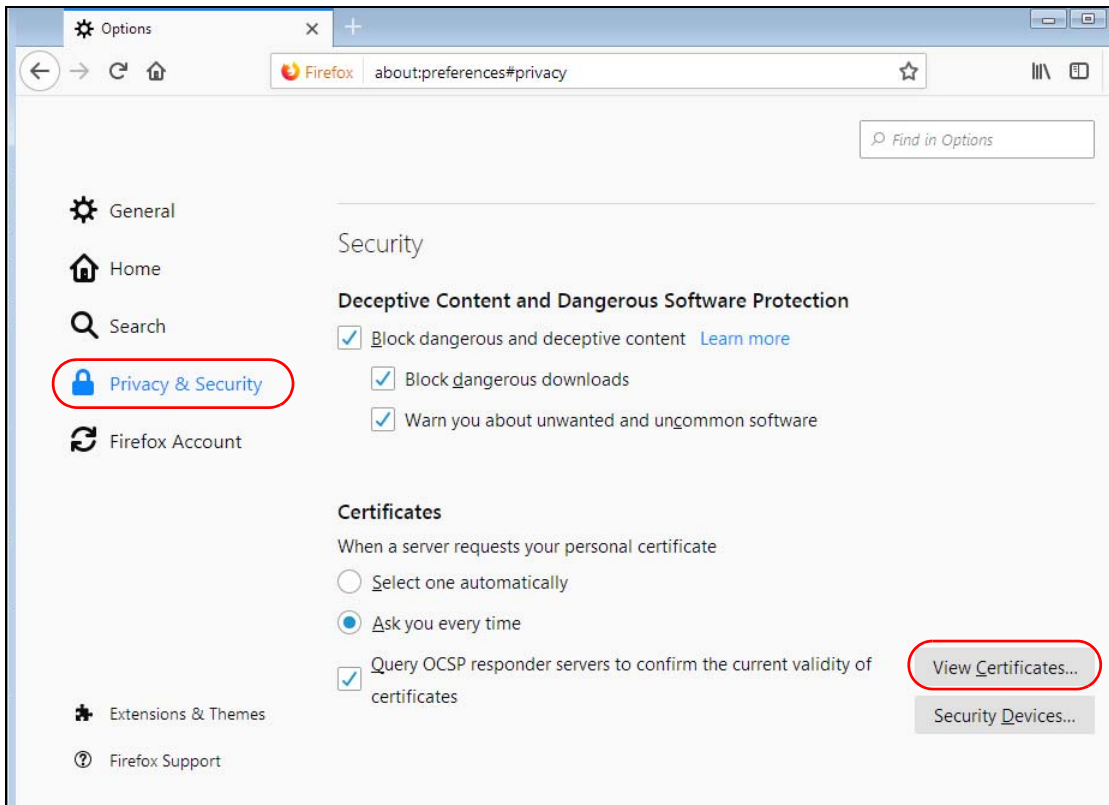 Options
Firefox about:preferences#privacy
Find in Options
General
Home
Search
Privacy & Security
Firefox Account
Extensions & Themes
Firefox Support
Security
Deceptive Content and Dangerous Software Protection
Block dangerous and deceptive content Learn more
Block dangerous downloads
Warn you about unwanted and uncommon software
Certificates
When a server requests your personal certificate
Select one automatically
Ask you every time
Query OCSP responder servers to confirm the current validity of
certificates
View Certificates...
Security Devices...